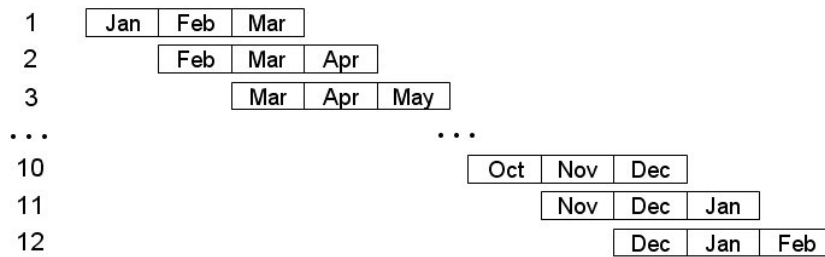 1 Jan Feb Mar
2 Feb Mar Apr
3 Mar Apr May
... ...
10 Oct Nov Dec
11 Nov Dec Jan
12 Dec Jan Feb